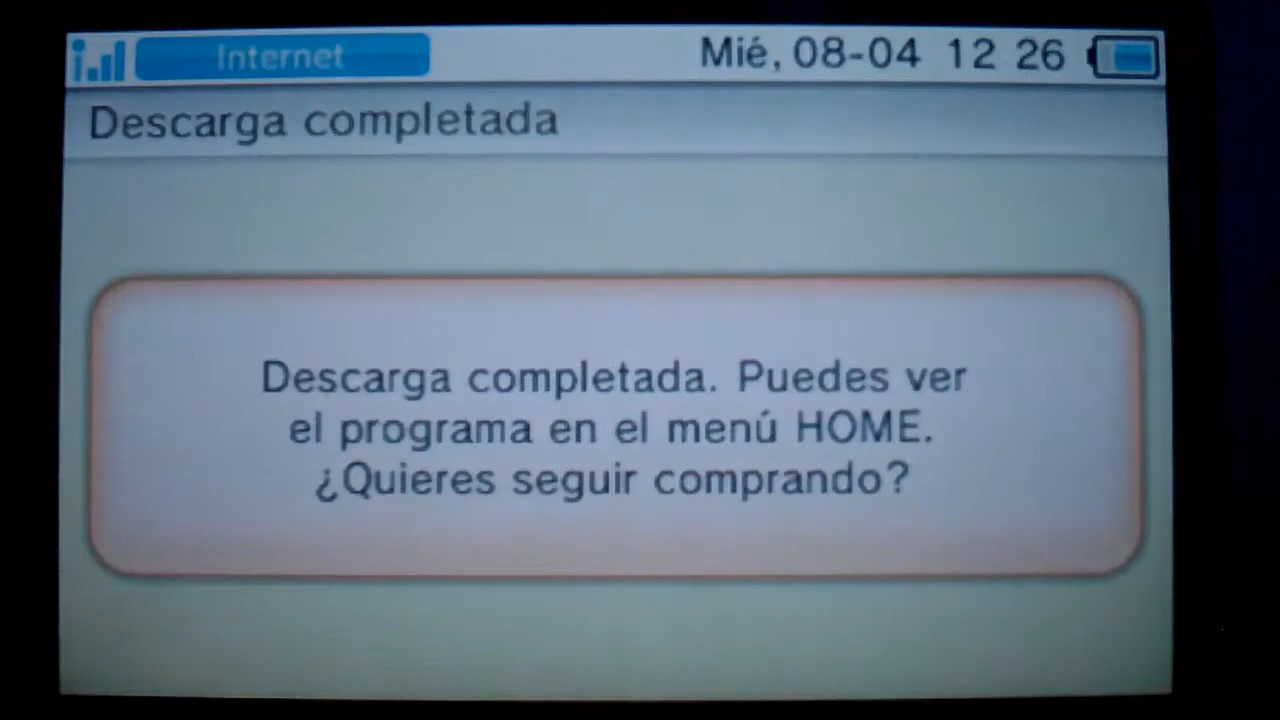 Internet
Mié, 08-04 12 26
Descarga completada
Descarga completada. Puedes ver
el programa en el menú HOME.
¿Quieres seguir comprando?